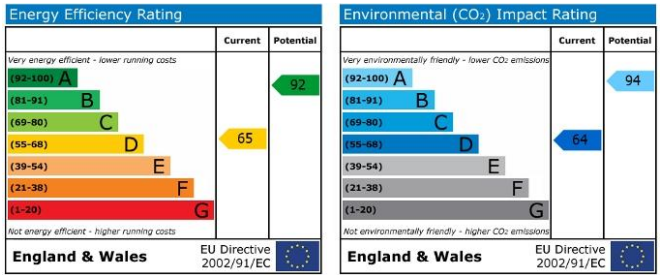 Energy Efficiency Rating
Current Potential
Very energy efficient - lower running costs
(92-100) A
92
(81-91) B
(69-80) C
(55-68) D
65
(39-54) E
(21-38) F
(1-20) G
Not energy efficient - higher running costs
England & Wales
EU Directive
2002/91/EC
Environmental (CO₂) Impact Rating
Current Potential
Very environmentally friendly - lower CO₂ emissions
(92-100) A
94
(81-91) B
(69-80) C
(55-68) D
64
(39-54) E
(21-38) F
(1-20) G
Not environmentally friendly - higher CO₂ emissions
England & Wales
EU Directive
2002/91/EC